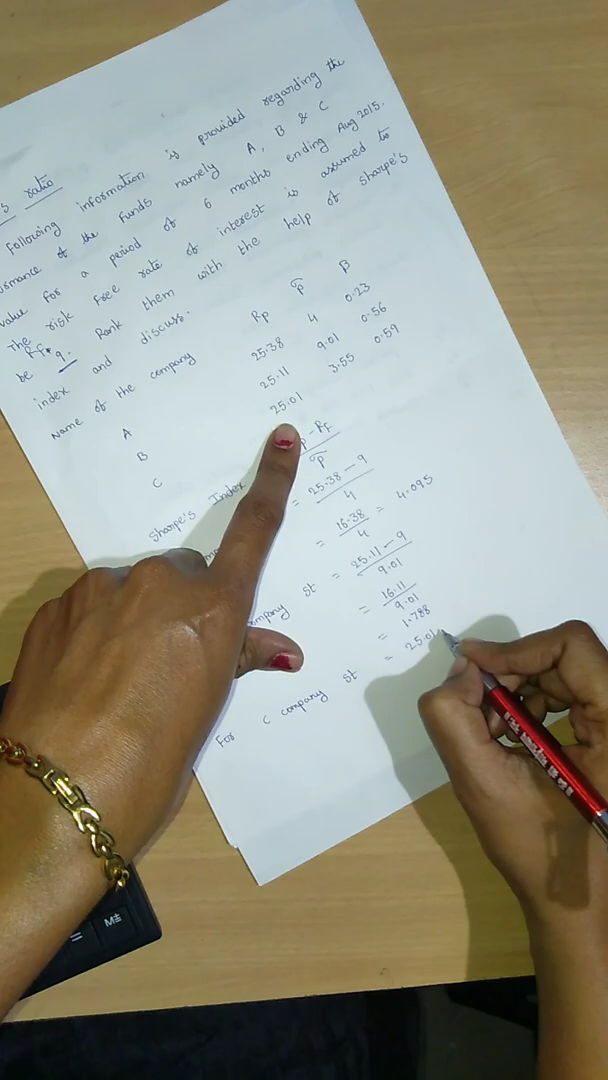 s ratio
Following information is provided regarding the
rmance of the Funds namely A, B & C
value for a period of 6 months ending Aug 2015.
The risk free rate of interest is assumed to
be Rf 9. Rank them with the help of sharpe's
index and discuss.
Name of the company Rp σp β
A 25.38 4 0.23
B 25.11 9.01 0.56
C 25.01 3.55 0.59
Sharpe's Index p - Rf
σp
= 25.38 - 9
4
= 16.38 = 4.095
4
ompany st = 25.11 - 9
9.01
= 16.11
9.01
= 1.788
For C company st = 25.01
M±
=